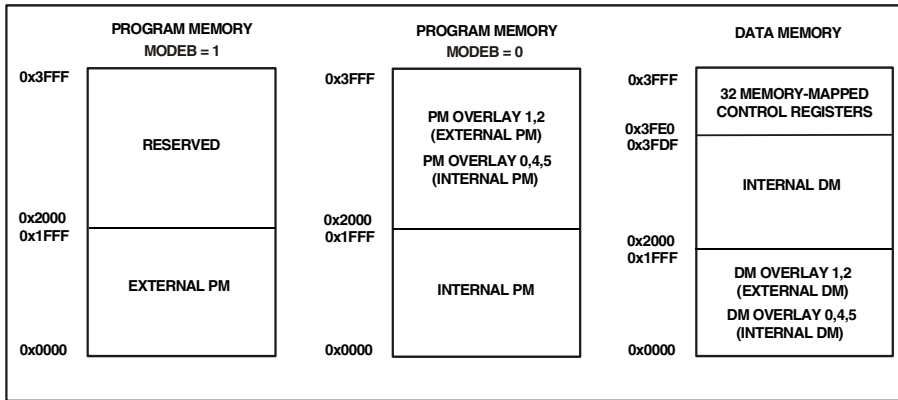 PROGRAM MEMORY
MODEB = 1
0x3FFF
RESERVED
0x2000
0x1FFF
EXTERNAL PM
0x0000
PROGRAM MEMORY
MODEB = 0
0x3FFF
PM OVERLAY 1,2
(EXTERNAL PM)
PM OVERLAY 0,4,5
(INTERNAL PM)
0x2000
0x1FFF
INTERNAL PM
0x0000
DATA MEMORY
0x3FFF
32 MEMORY-MAPPED
CONTROL REGISTERS
0x3FE0
0x3FDF
INTERNAL DM
0x2000
0x1FFF
DM OVERLAY 1,2
(EXTERNAL DM)
DM OVERLAY 0,4,5
(INTERNAL DM)
0x0000